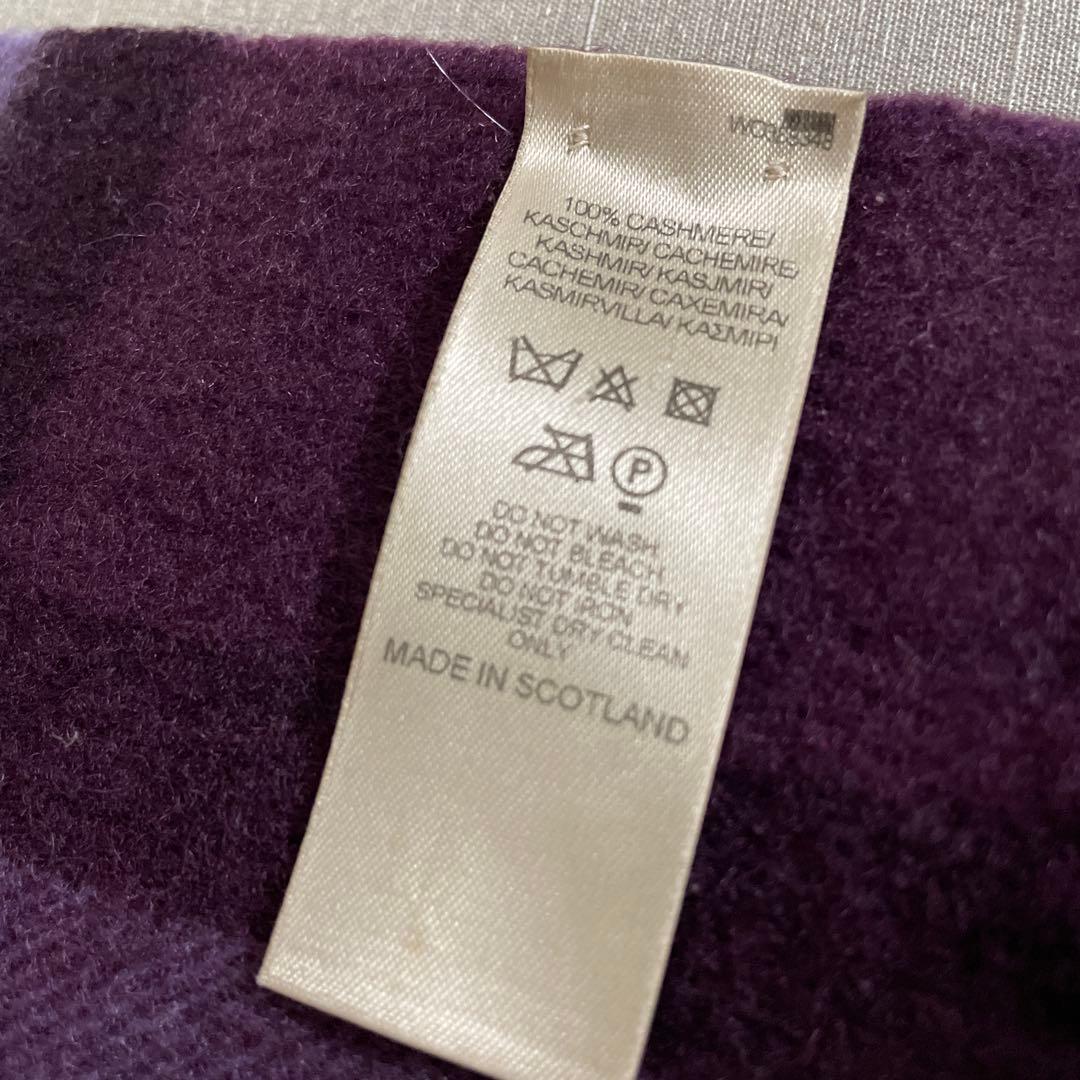 100% CASHMERE/
KASCHMIR/ CACHEMIRE/
KASHMIR/ KASJMIR/
CACHEMIR/ CAXEMIRA/
KASMIRVILLA/ ΚΑΣΜΙΡΙ
P
DO NOT WASH
DO NOT BLEACH
DO NOT TUMBLE DRY
DO NOT IRON
SPECIALIST DRY CLEAN
ONLY
MADE IN SCOTLAND